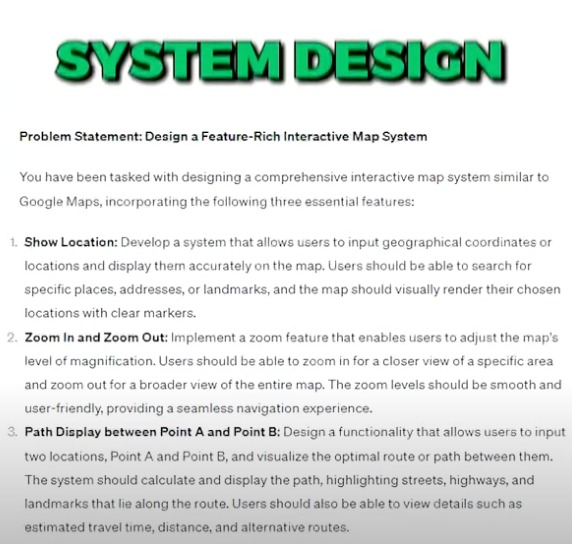 SYSTEM DESIGN
Problem Statement: Design a Feature-Rich Interactive Map System
You have been tasked with designing a comprehensive interactive map system similar to
Google Maps, incorporating the following three essential features:
1. Show Location: Develop a system that allows users to input geographical coordinates or
locations and display them accurately on the map. Users should be able to search for
specific places, addresses, or landmarks, and the map should visually render their chosen
locations with clear markers.
2. Zoom In and Zoom Out: Implement a zoom feature that enables users to adjust the map's
level of magnification. Users should be able to zoom in for a closer view of a specific area
and zoom out for a broader view of the entire map. The zoom levels should be smooth and
user-friendly, providing a seamless navigation experience.
3. Path Display between Point A and Point B: Design a functionality that allows users to input
two locations, Point A and Point B, and visualize the optimal route or path between them.
The system should calculate and display the path, highlighting streets, highways, and
landmarks that lie along the route. Users should also be able to view details such as
estimated travel time, distance, and alternative routes.